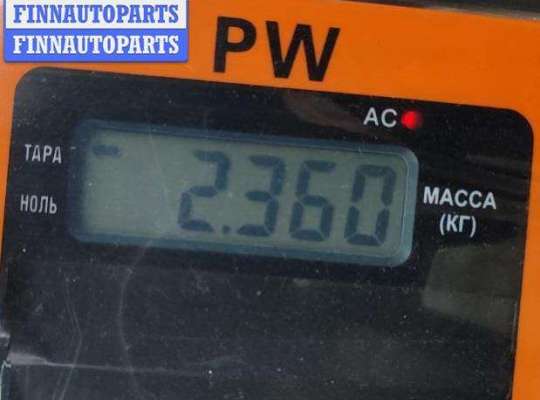 FINNAUTOPARTS
FINNAUTOPARTS
PW
AC
ТАРА
НОЛЬ
2.360
МАССА
(КГ)